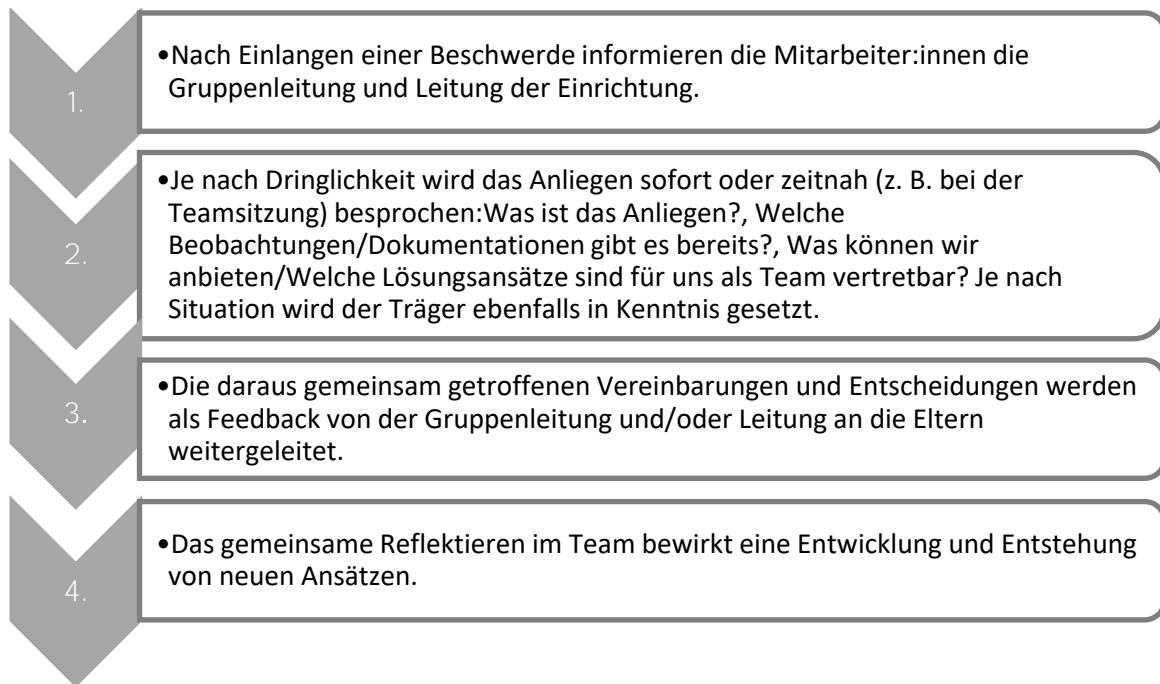 1.
•Nach Einlangen einer Beschwerde informieren die Mitarbeiter:innen die
Gruppenleitung und Leitung der Einrichtung.
2.
•Je nach Dringlichkeit wird das Anliegen sofort oder zeitnah (z. B. bei der
Teamsitzung) besprochen:Was ist das Anliegen?, Welche
Beobachtungen/Dokumentationen gibt es bereits?, Was können wir
anbieten/Welche Lösungsansätze sind für uns als Team vertretbar? Je nach
Situation wird der Träger ebenfalls in Kenntnis gesetzt.
3.
•Die daraus gemeinsam getroffenen Vereinbarungen und Entscheidungen werden
als Feedback von der Gruppenleitung und/oder Leitung an die Eltern
weitergeleitet.
4.
•Das gemeinsame Reflektieren im Team bewirkt eine Entwicklung und Entstehung
von neuen Ansätzen.